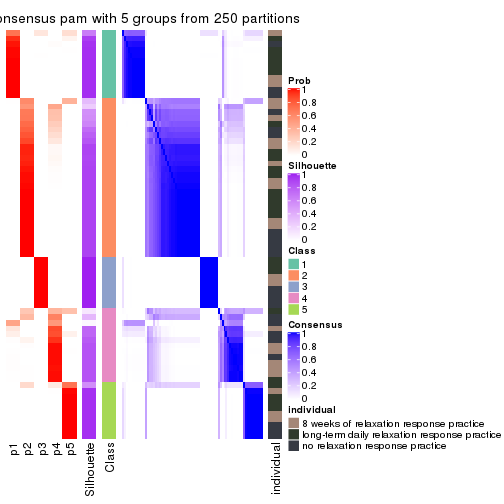 onsensus pam with 5 groups from 250 partitions
Prob
1
0.8
0.6
0.4
0.2
0
Silhouette
1
0.8
0.6
0.4
0.2
0
Class
1
2
3
4
5
Consensus
1
0.8
0.6
0.4
0.2
0
individual
8 weeks of relaxation response practice
long-term daily relaxation response practice
no relaxation response practice
p1
p2
p3
p4
p5
Silhouette
Class
individual